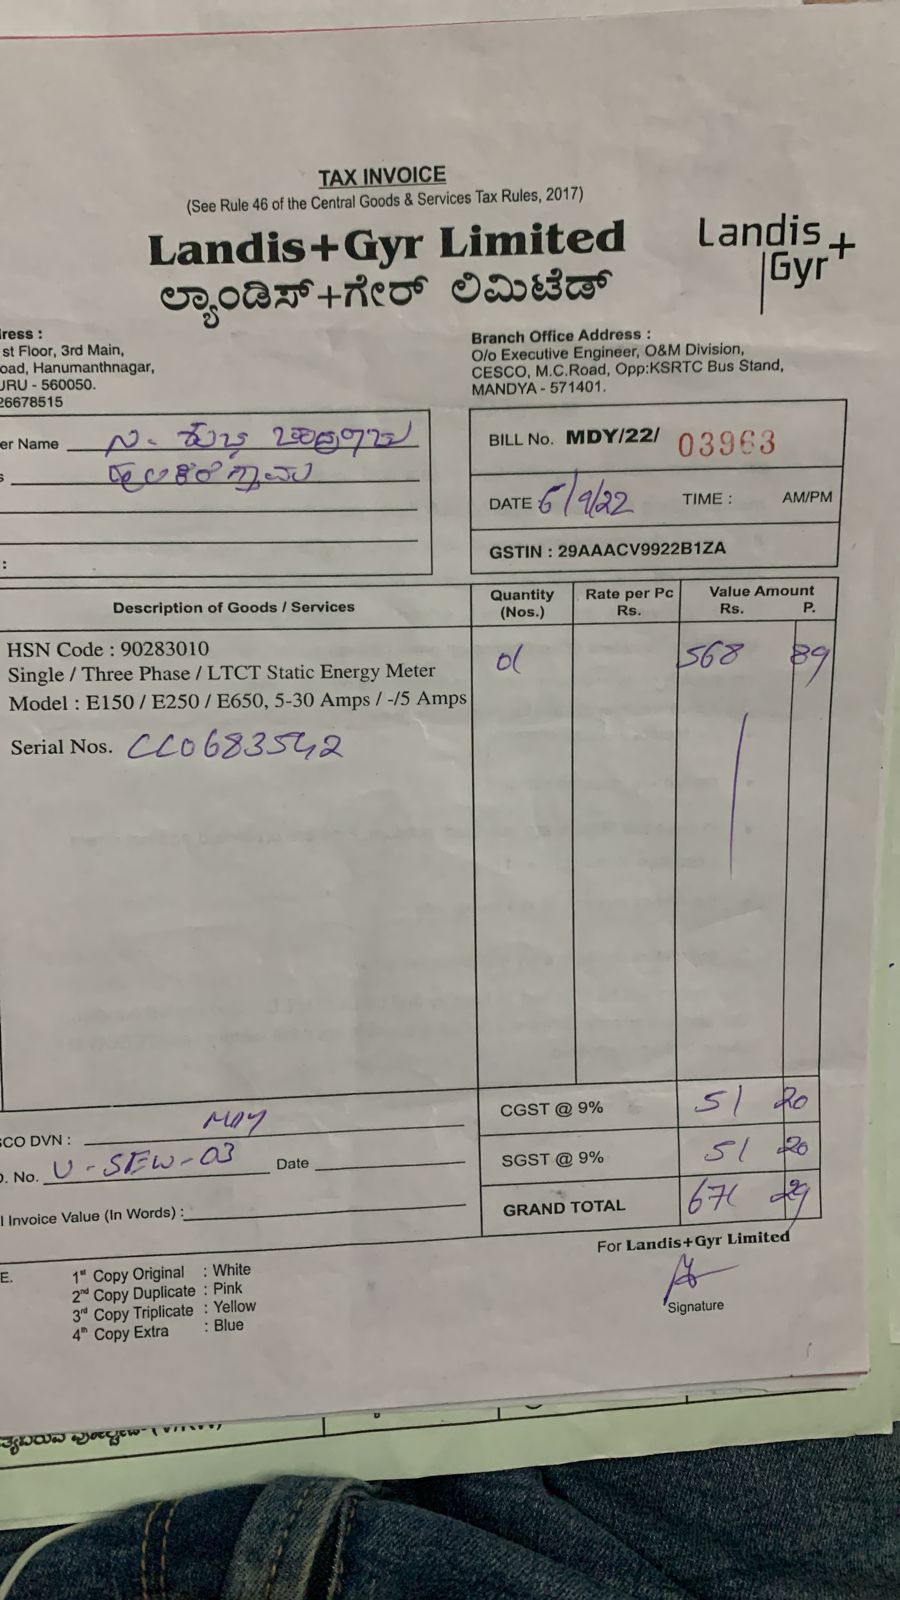 TAX INVOICE
(See Rule 46 of the Central Goods & Services Tax Rules, 2017)
Landis+Gyr Limited
ಲ್ಯಾಂಡಿಸ್+ಗೇರ್ ಲಿಮಿಟೆಡ್
Landis+
Gyr
ress :
st Floor, 3rd Main,
oad, Hanumanthnagar,
URU - 560050.
26678515
Branch Office Address :
O/o Executive Engineer, O&M Division,
CESCO, M.C.Road, Opp:KSRTC Bus Stand,
MANDYA - 571401.
er Name
s
:
BILL No. MDY/22/ 03963
DATE 6/9/22 TIME : AM/PM
GSTIN : 29AAACV9922B1ZA
Description of Goods / Services Quantity (Nos.) Rate per Pc Rs. Value Amount Rs. P.
HSN Code : 90283010 01 568 89
Single / Three Phase / LTCT Static Energy Meter
Model : E150 / E250 / E650, 5-30 Amps / -/5 Amps
Serial Nos. CC0683542
CGST @ 9% 51 20
SGST @ 9% 51 20
GRAND TOTAL 671 29
SCO DVN :
O. No. U-SEW-03 Date
l Invoice Value (In Words) :
For Landis+Gyr Limited
Signature
E. 1st Copy Original : White
2nd Copy Duplicate : Pink
3rd Copy Triplicate : Yellow
4th Copy Extra : Blue